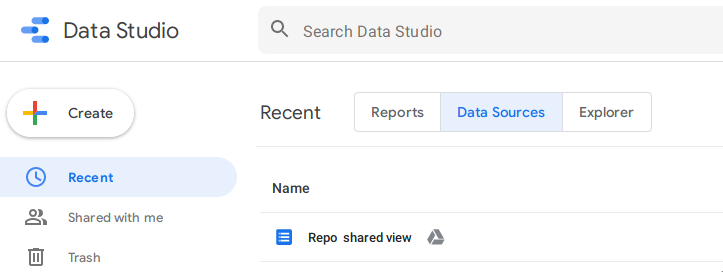 Data Studio
Search Data Studio
Create
Recent
Reports
Data Sources
Explorer
Recent
Name
Shared with me
Repo shared view
Trash